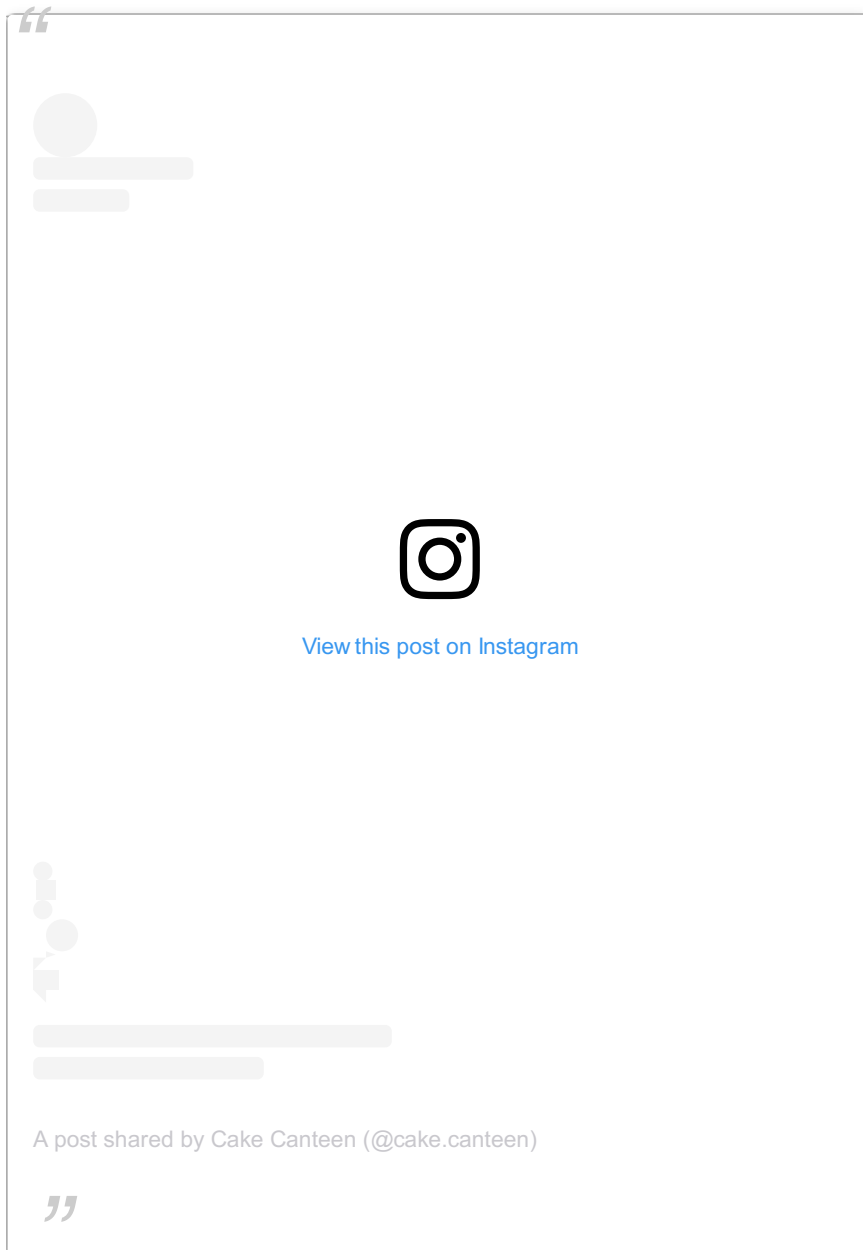 “
View this post on Instagram
A post shared by Cake Canteen (@cake.canteen)
”